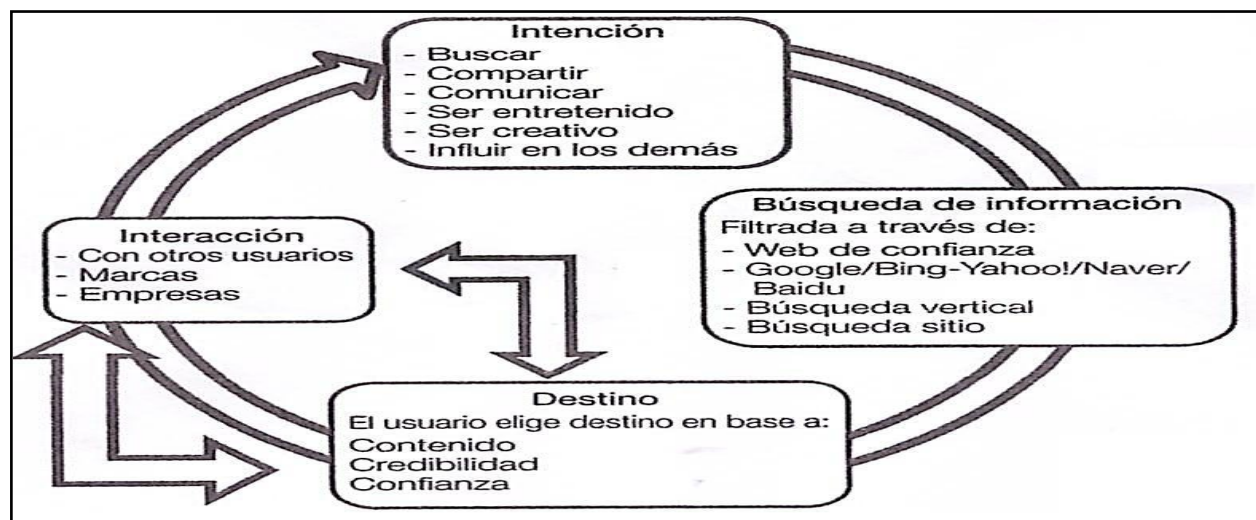 Intención
- Buscar
- Compartir
- Comunicar
- Ser entretenido
- Ser creativo
- Influir en los demás
Búsqueda de información
Filtrada a través de:
- Web de confianza
- Google/Bing-Yahoo!/Naver/
Baidu
- Búsqueda vertical
- Búsqueda sitio
Interacción
- Con otros usuarios
- Marcas
- Empresas
Destino
El usuario elige destino en base a:
Contenido
Credibilidad
Confianza